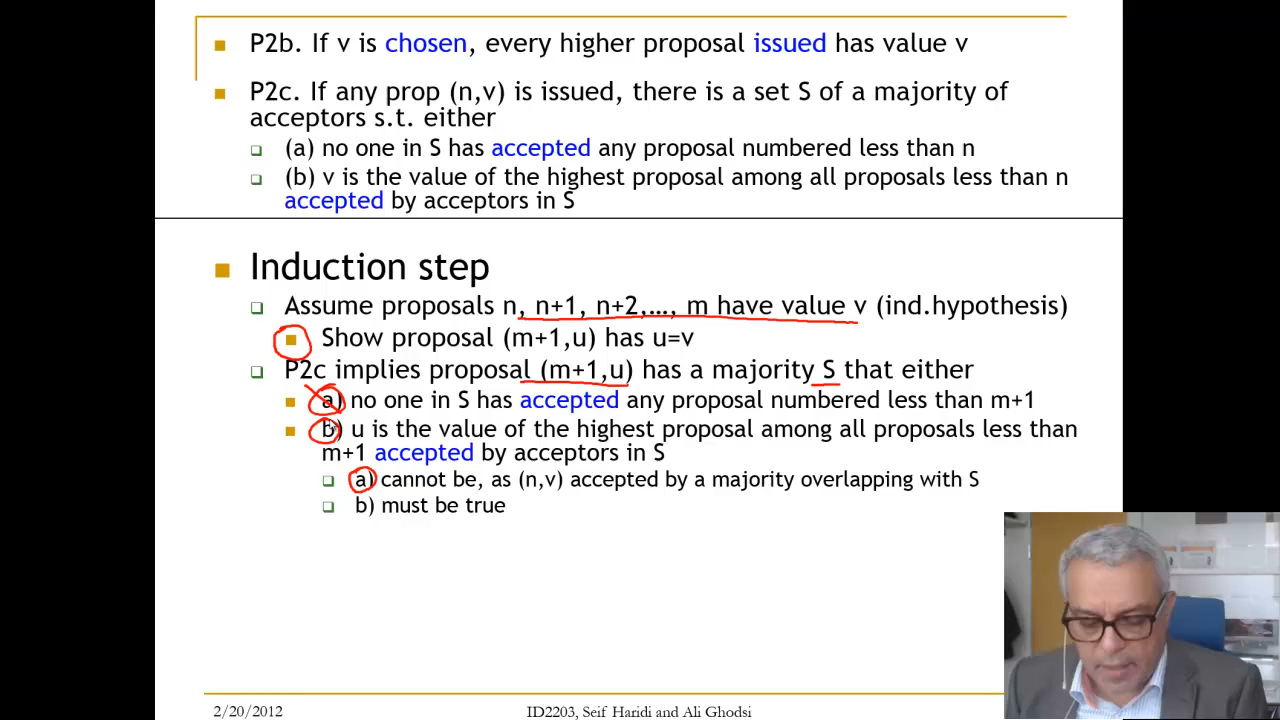 P2b. If v is chosen, every higher proposal issued has value v
P2c. If any prop (n,v) is issued, there is a set S of a majority of
acceptors s.t. either
(a) no one in S has accepted any proposal numbered less than n
(b) v is the value of the highest proposal among all proposals less than n
accepted by acceptors in S
Induction step
Assume proposals n, n+1, n+2,…, m have value v (ind.hypothesis)
Show proposal (m+1,u) has u=v
P2c implies proposal (m+1,u) has a majority S that either
a) no one in S has accepted any proposal numbered less than m+1
b) u is the value of the highest proposal among all proposals less than
m+1 accepted by acceptors in S
a) cannot be, as (n,v) accepted by a majority overlapping with S
b) must be true
2/20/2012
ID2203, Seif Haridi and Ali Ghodsi